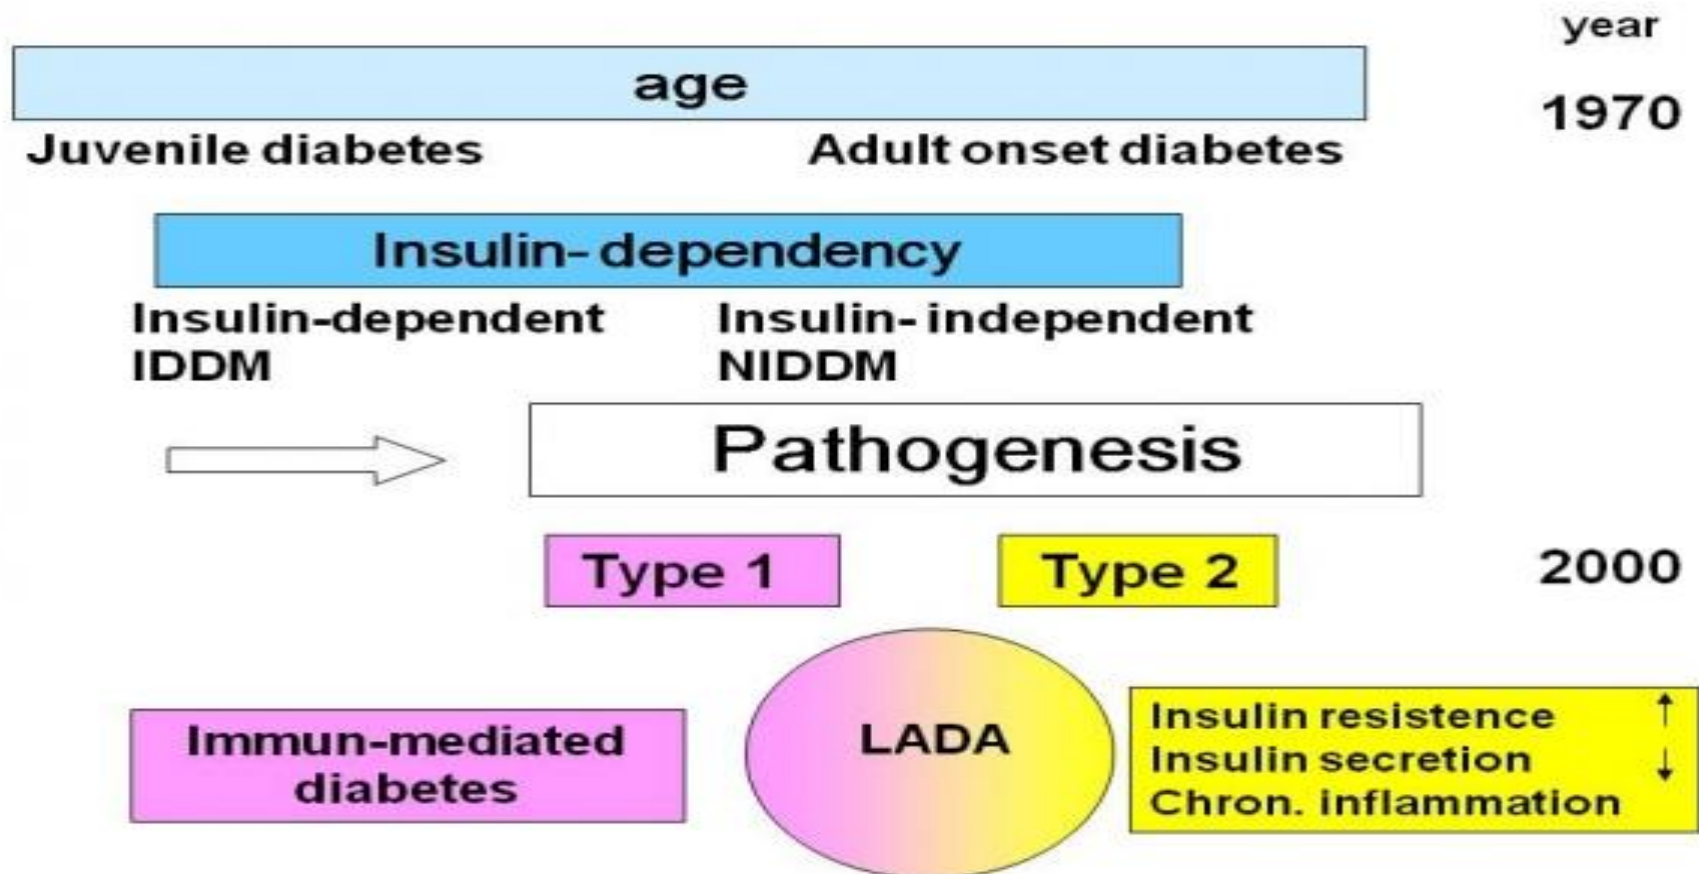 year
age
1970
Juvenile diabetes
Adult onset diabetes
Insulin-dependency
Insulin-dependent
IDDM
Insulin-independent
NIDDM
Pathogenesis
Type 1
Type 2
2000
Immun-mediated
diabetes
LADA
Insulin resistence ↑
Insulin secretion ↓
Chron. inflammation